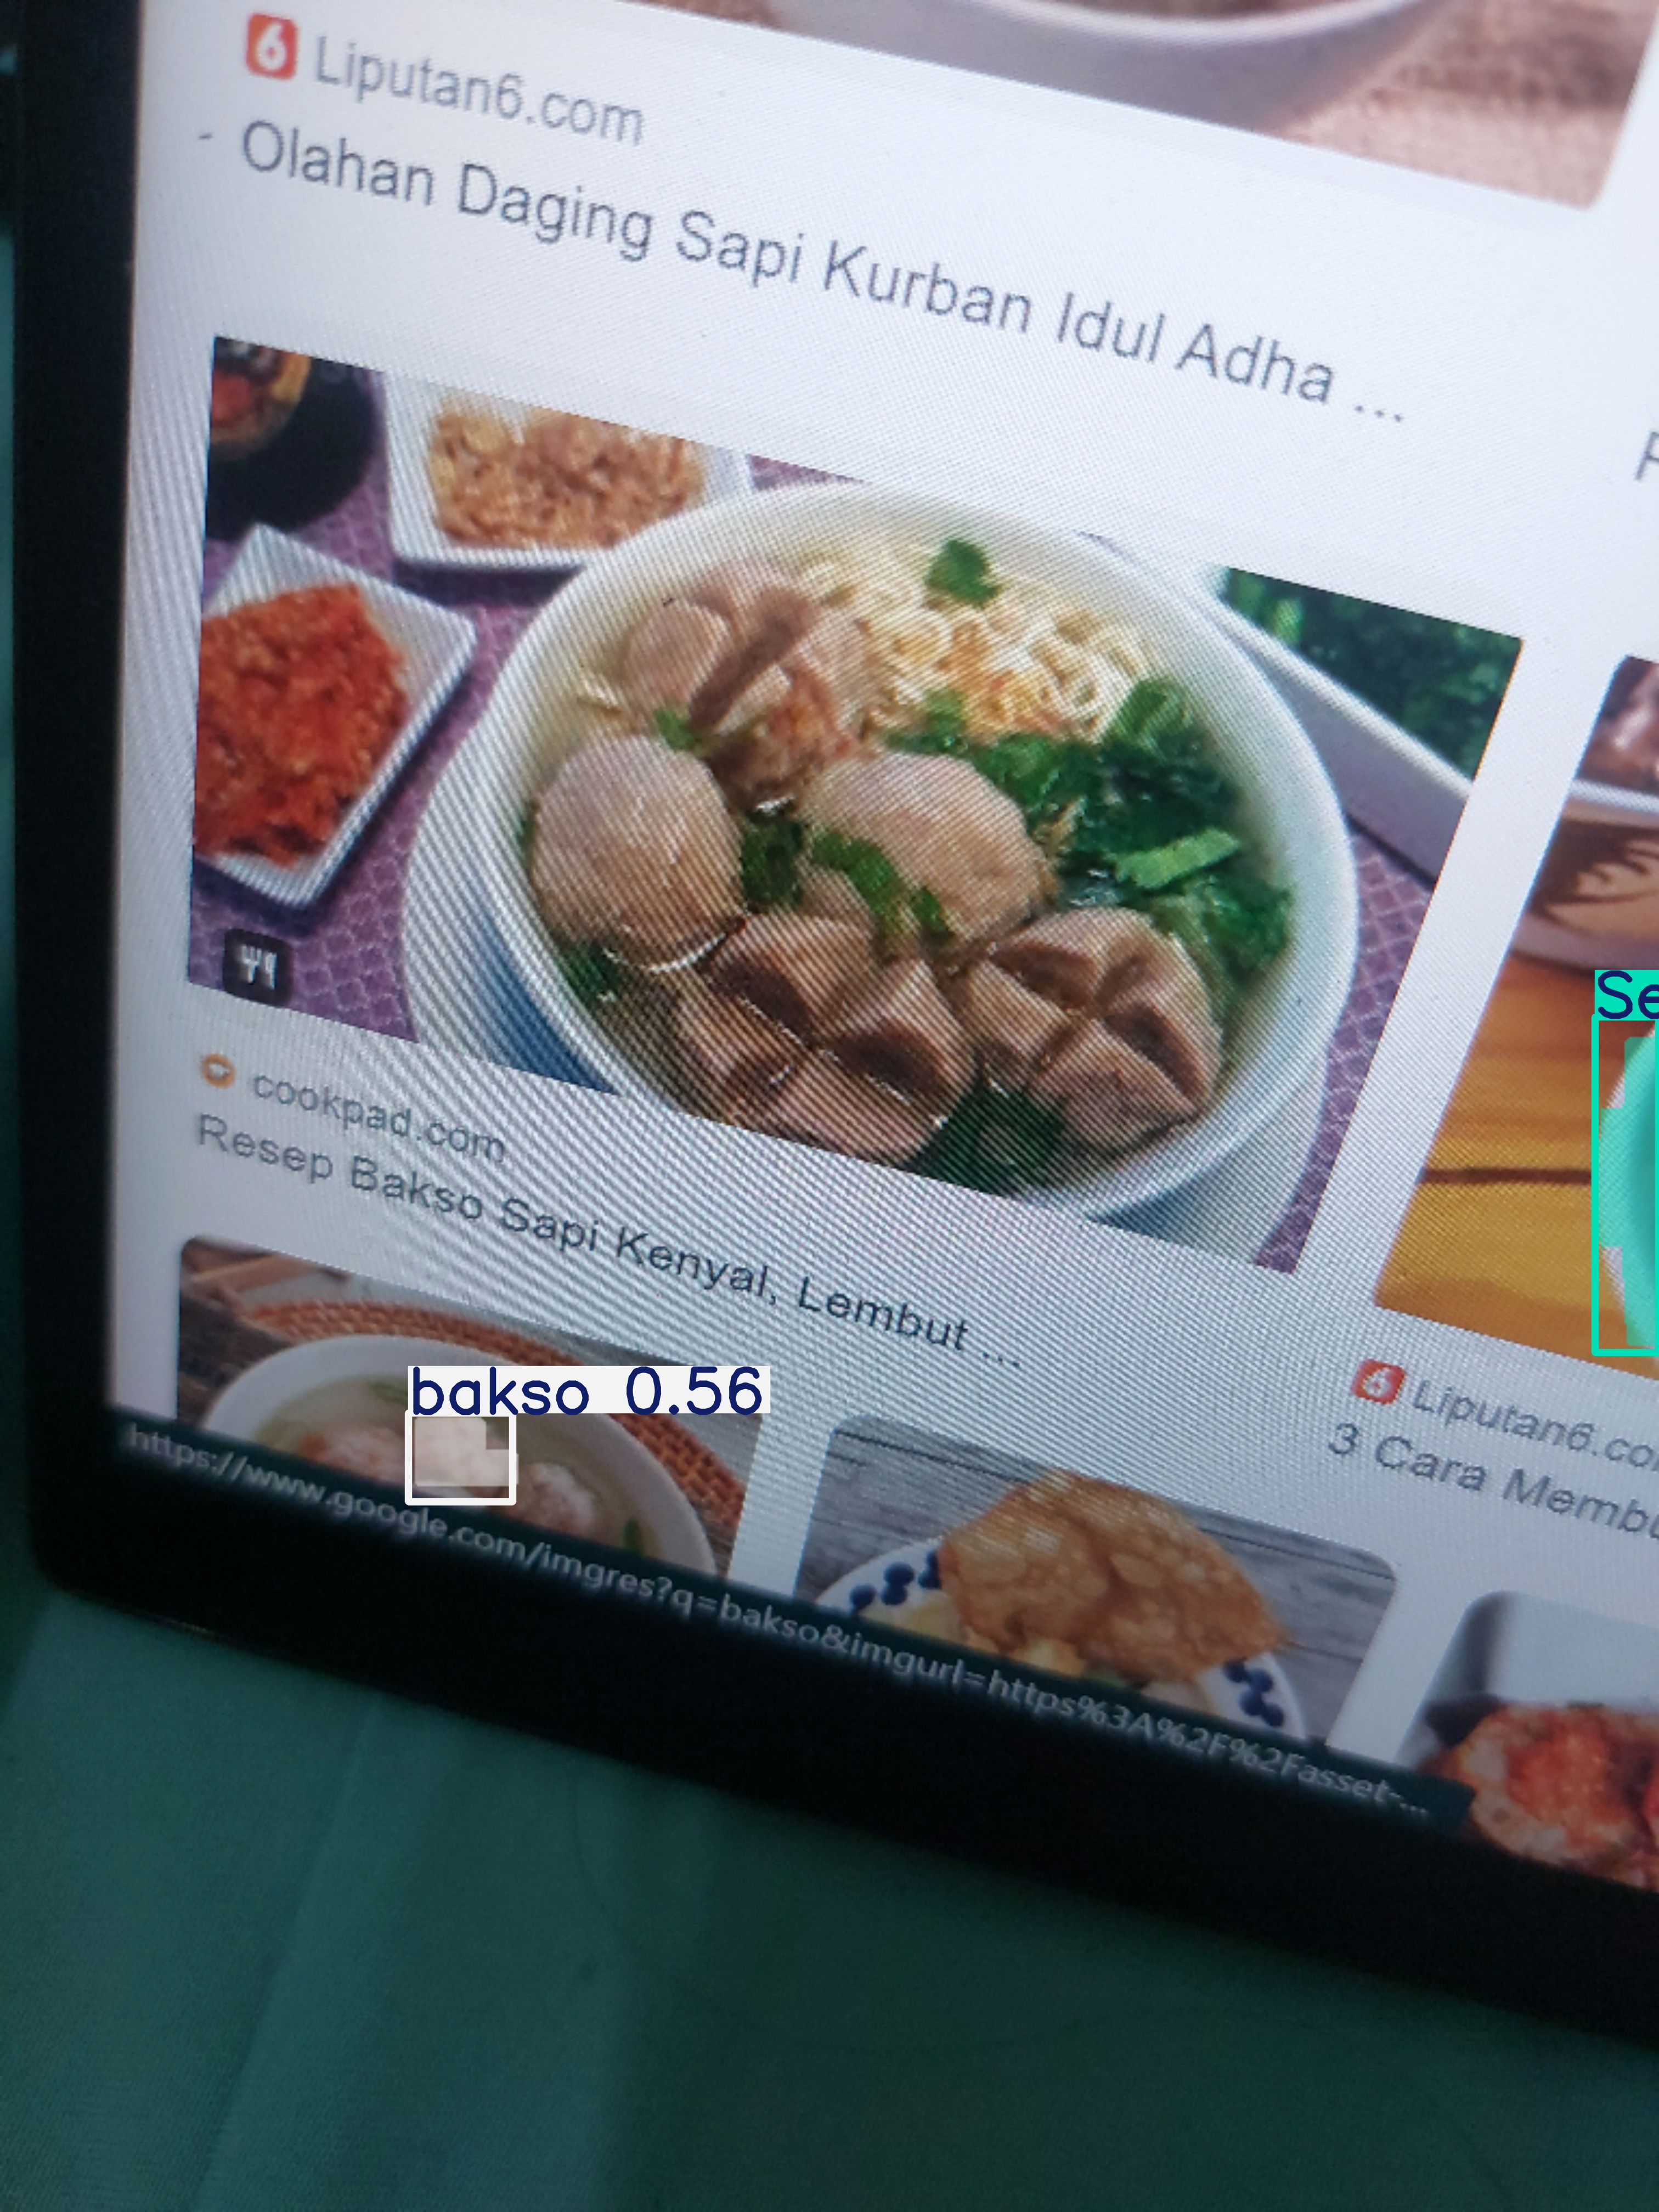 Liputan6.com
- Olahan Daging Sapi Kurban Idul Adha ...
cookpad.com
Resep Bakso Sapi Kenyal, Lembut ...
Liputan6.co
3 Cara Memb
bakso 0.56
https://www.google.com/imgres?q=bakso&imgurl=https%3A%2F%2Fasset-...